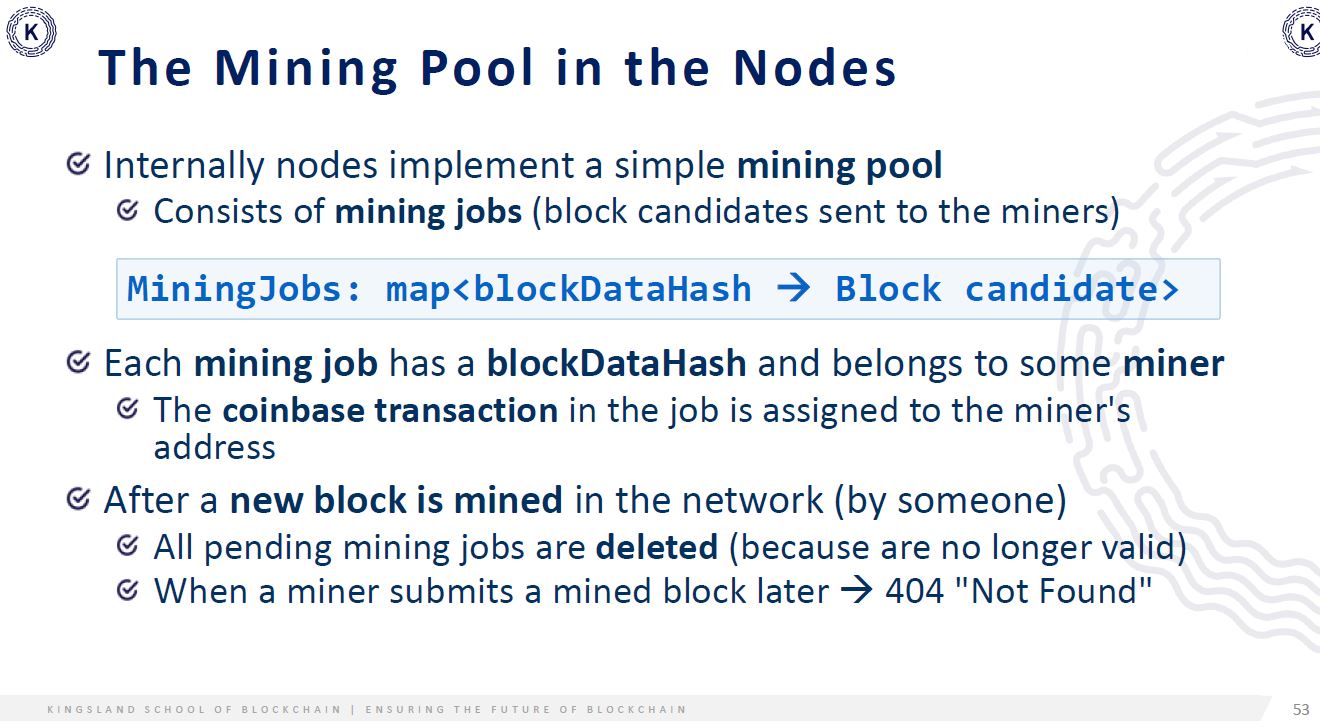 K
K
The Mining Pool in the Nodes
Internally nodes implement a simple mining pool
Consists of mining jobs (block candidates sent to the miners)
MiningJobs: map<blockDataHash → Block candidate>
Each mining job has a blockDataHash and belongs to some miner
The coinbase transaction in the job is assigned to the miner's
address
After a new block is mined in the network (by someone)
All pending mining jobs are deleted (because are no longer valid)
When a miner submits a mined block later → 404 "Not Found"
KINGSLAND SCHOOL OF BLOCKCHAIN | ENSURING THE FUTURE OF BLOCKCHAIN
53